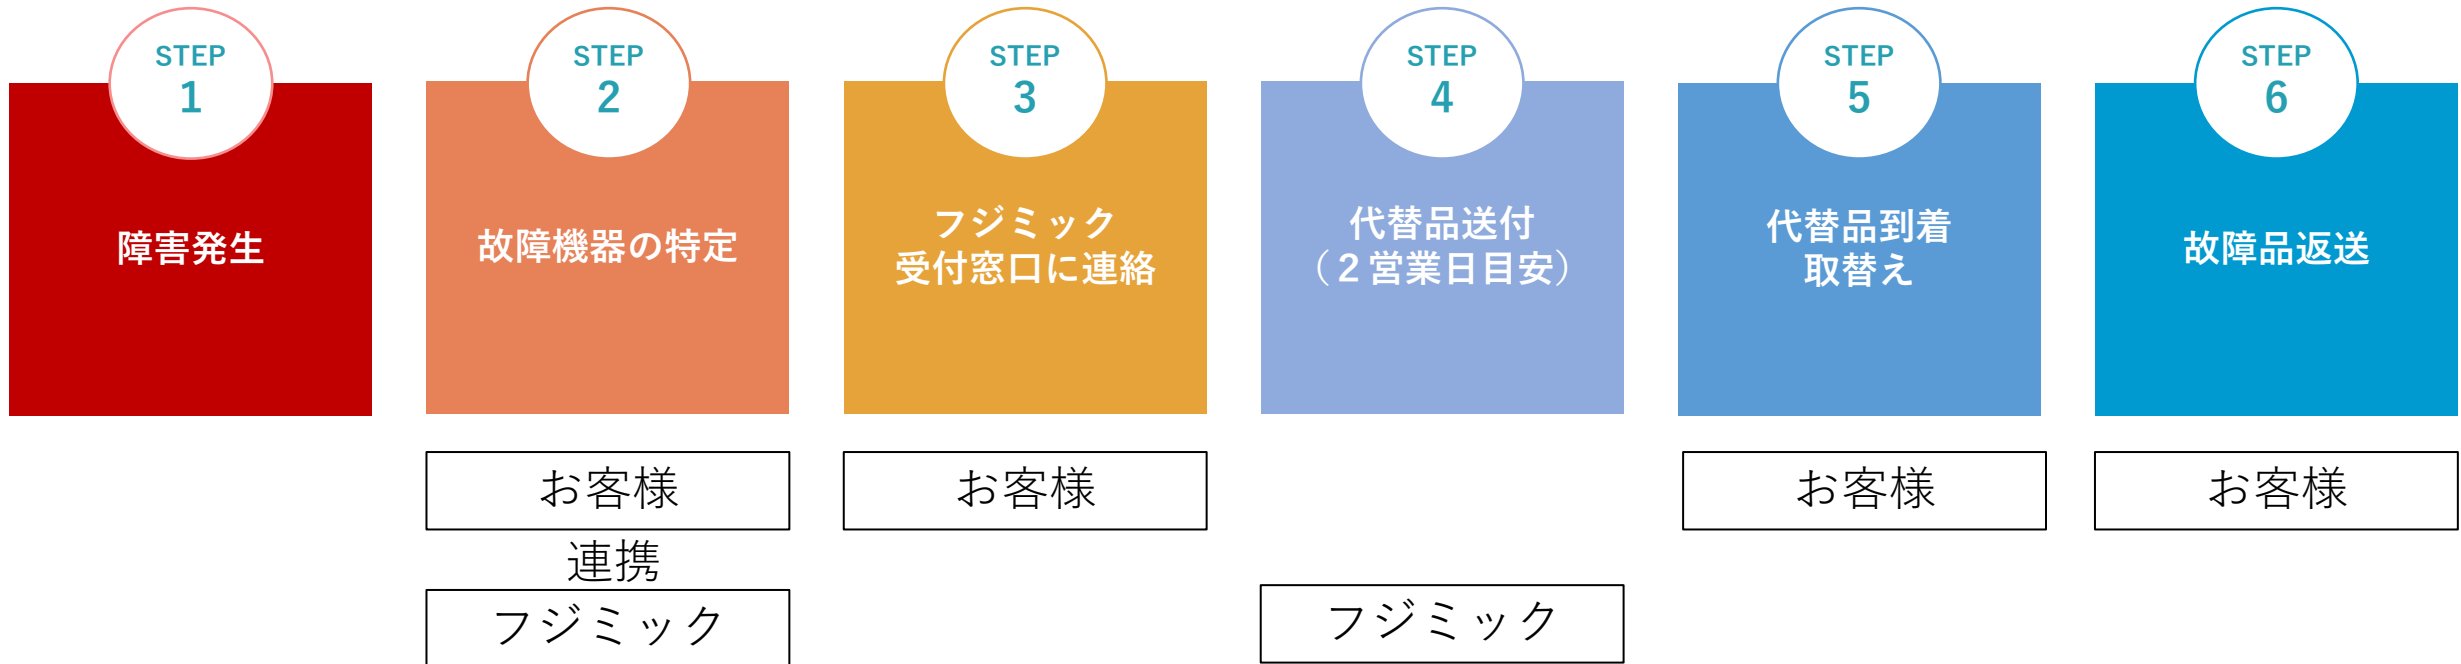 STEP
1
障害発生
STEP
2
故障機器の特定
お客様
連携
フジミック
STEP
3
フジミック
受付窓口に連絡
お客様
STEP
4
代替品送付
（２営業日目安）
フジミック
STEP
5
代替品到着
取替え
お客様
STEP
6
故障品返送
お客様